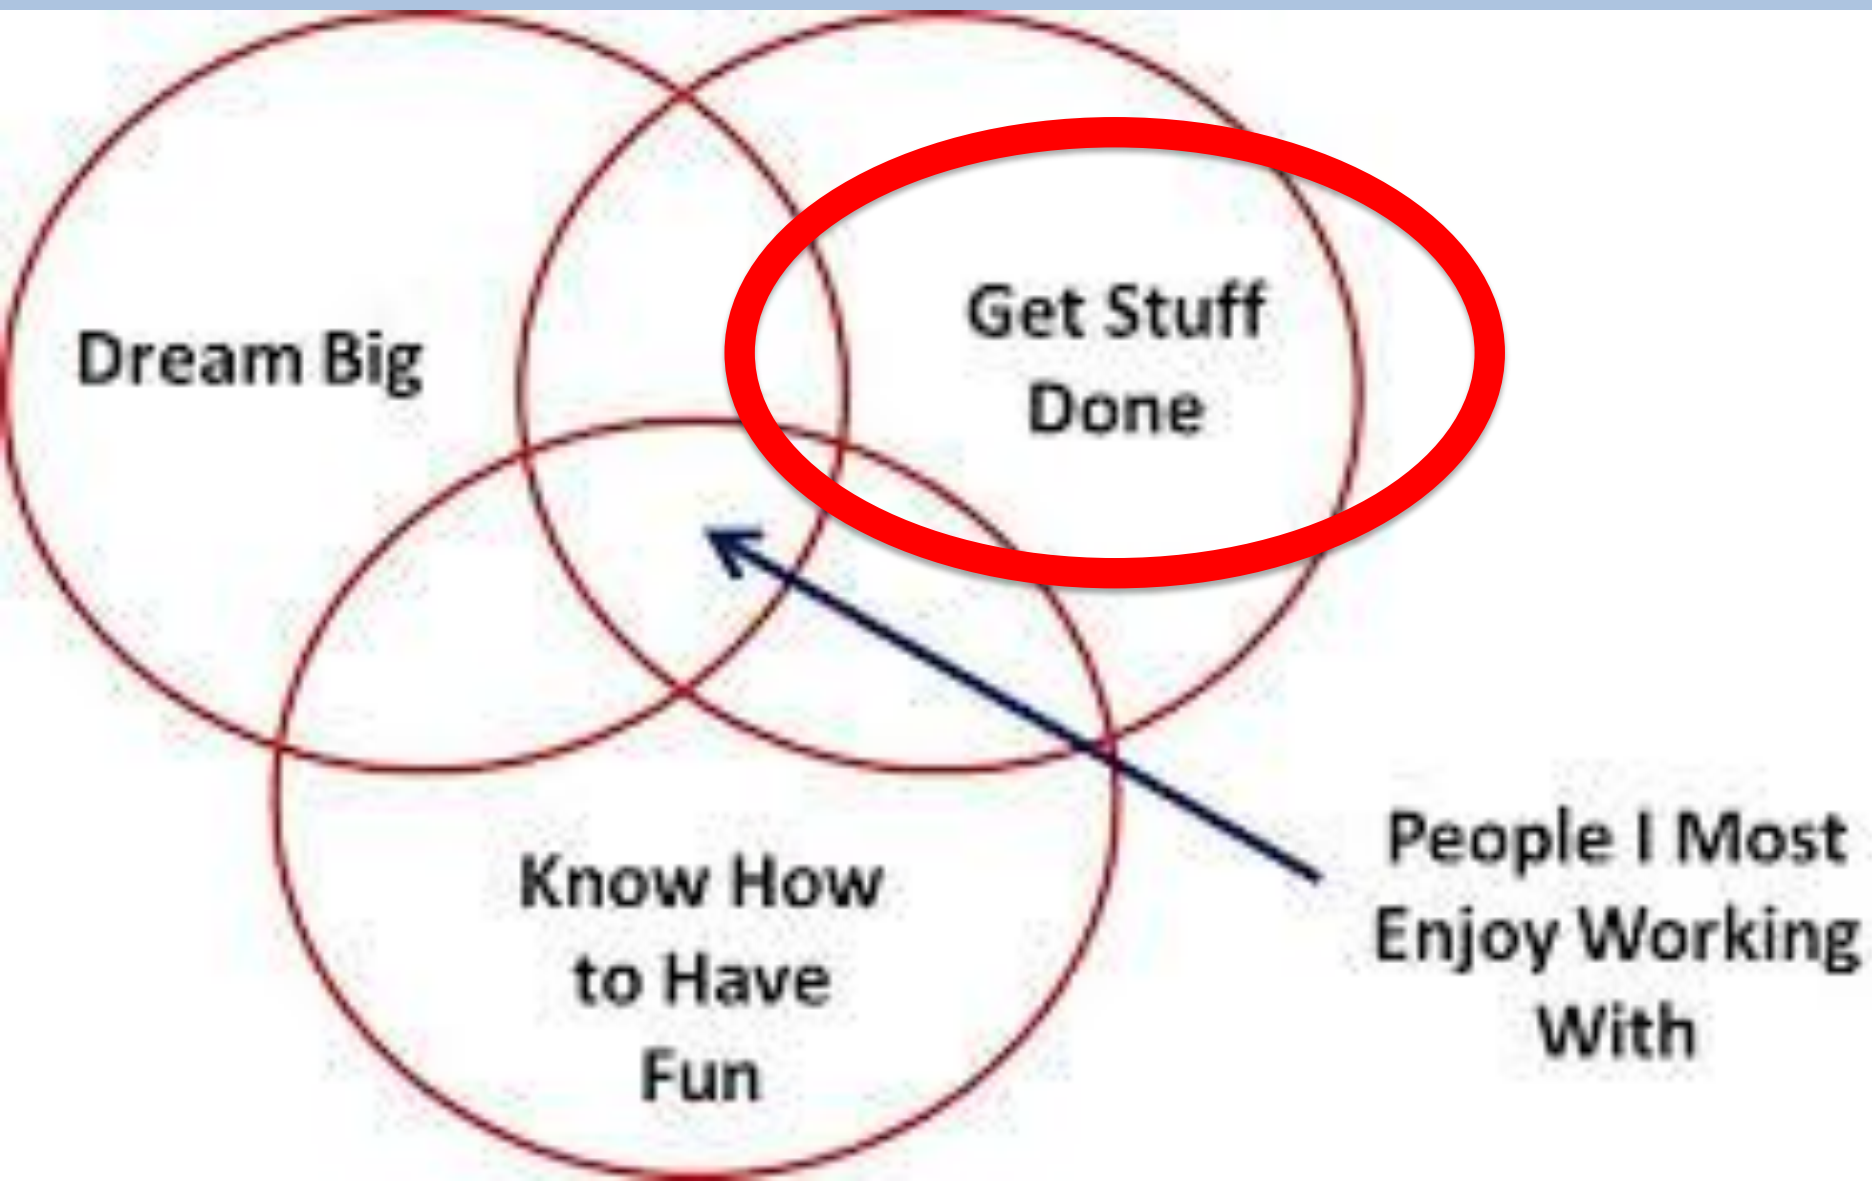 Dream Big
Get Stuff
Done
Know How
to Have
Fun
People I Most
Enjoy Working
With